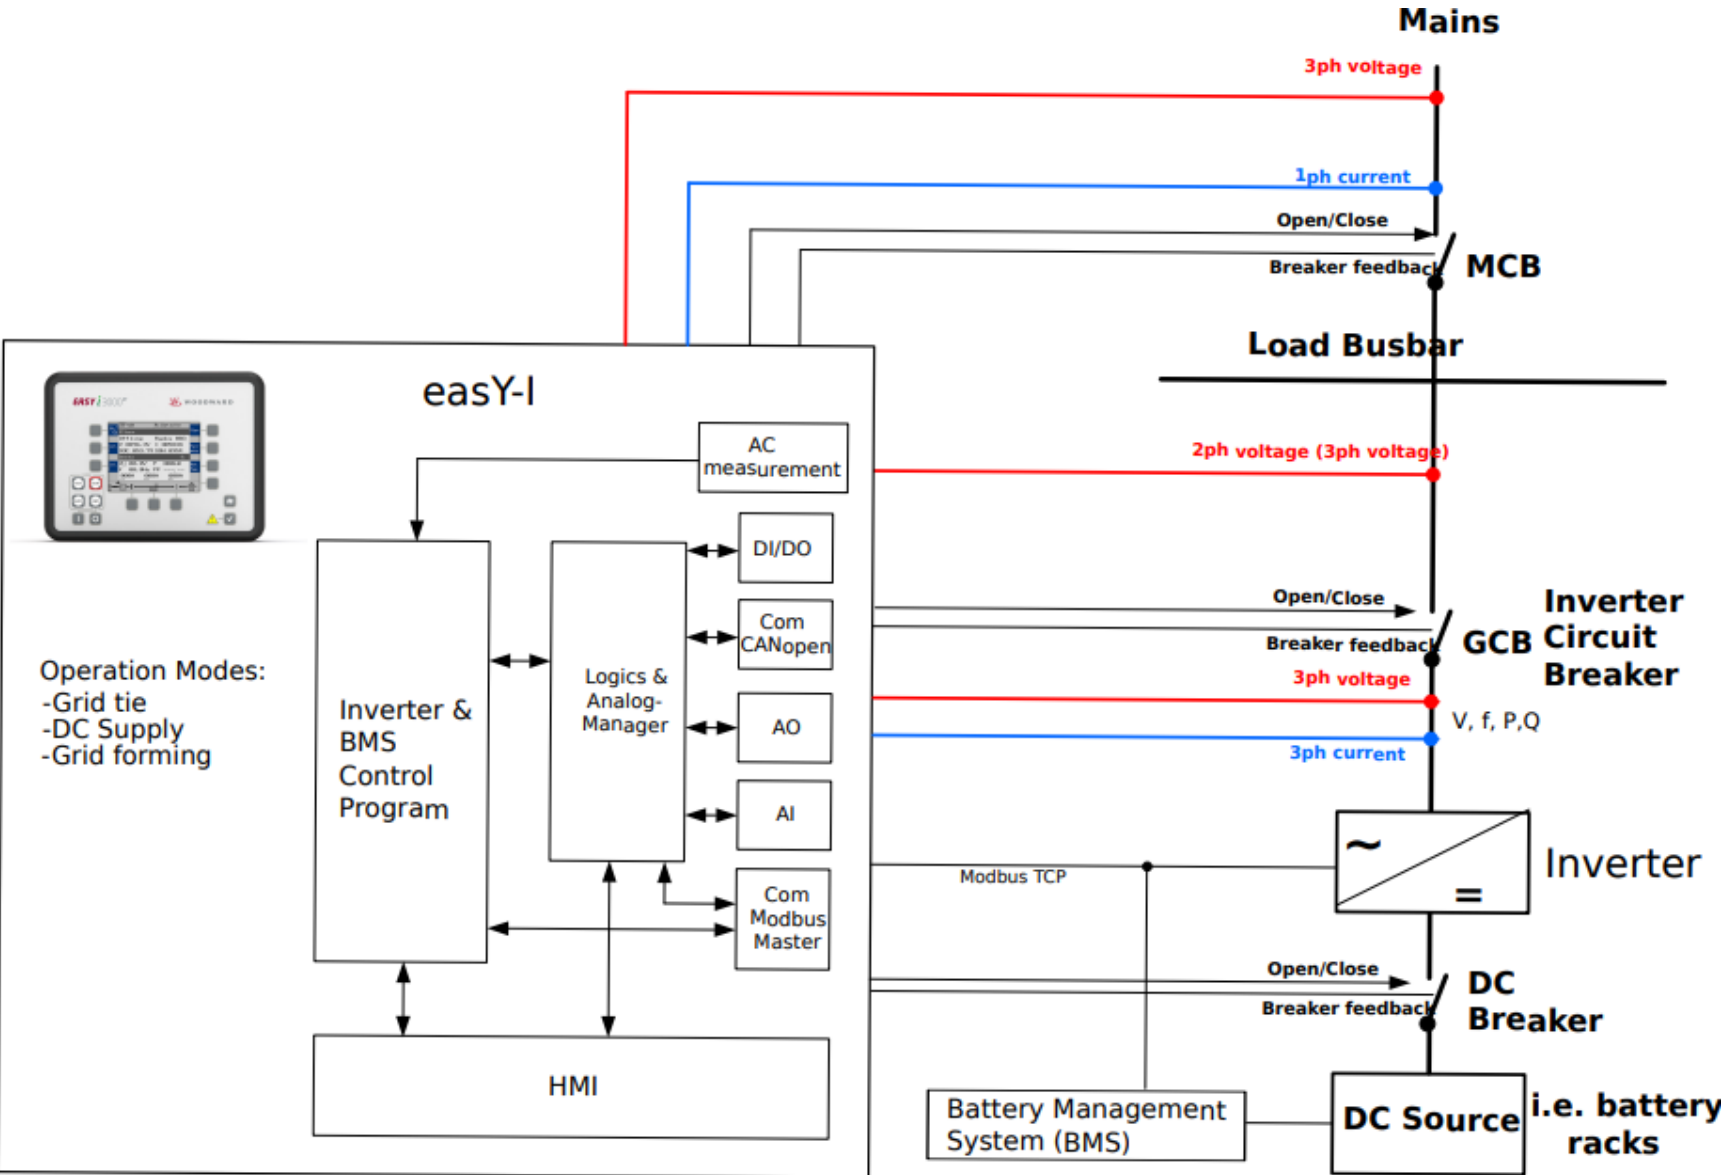 Mains
3ph voltage
1ph current
Open/Close
Breaker feedback
MCB
Load Busbar
easY-I
EASY i 3000
WOODWARD
AC
measurement
2ph voltage (3ph voltage)
DI/DO
Com
CANopen
Open/Close
Breaker feedback
GCB
Inverter
Circuit
Breaker
Operation Modes:
-Grid tie
-DC Supply
-Grid forming
Inverter &
BMS
Control
Program
Logics &
Analog-
Manager
AO
3ph voltage
V, f, P,Q
3ph current
AI
~
=
Inverter
Modbus TCP
Com
Modbus
Master
Open/Close
Breaker feedback
DC
Breaker
HMI
Battery Management
System (BMS)
DC Source
i.e. battery
racks